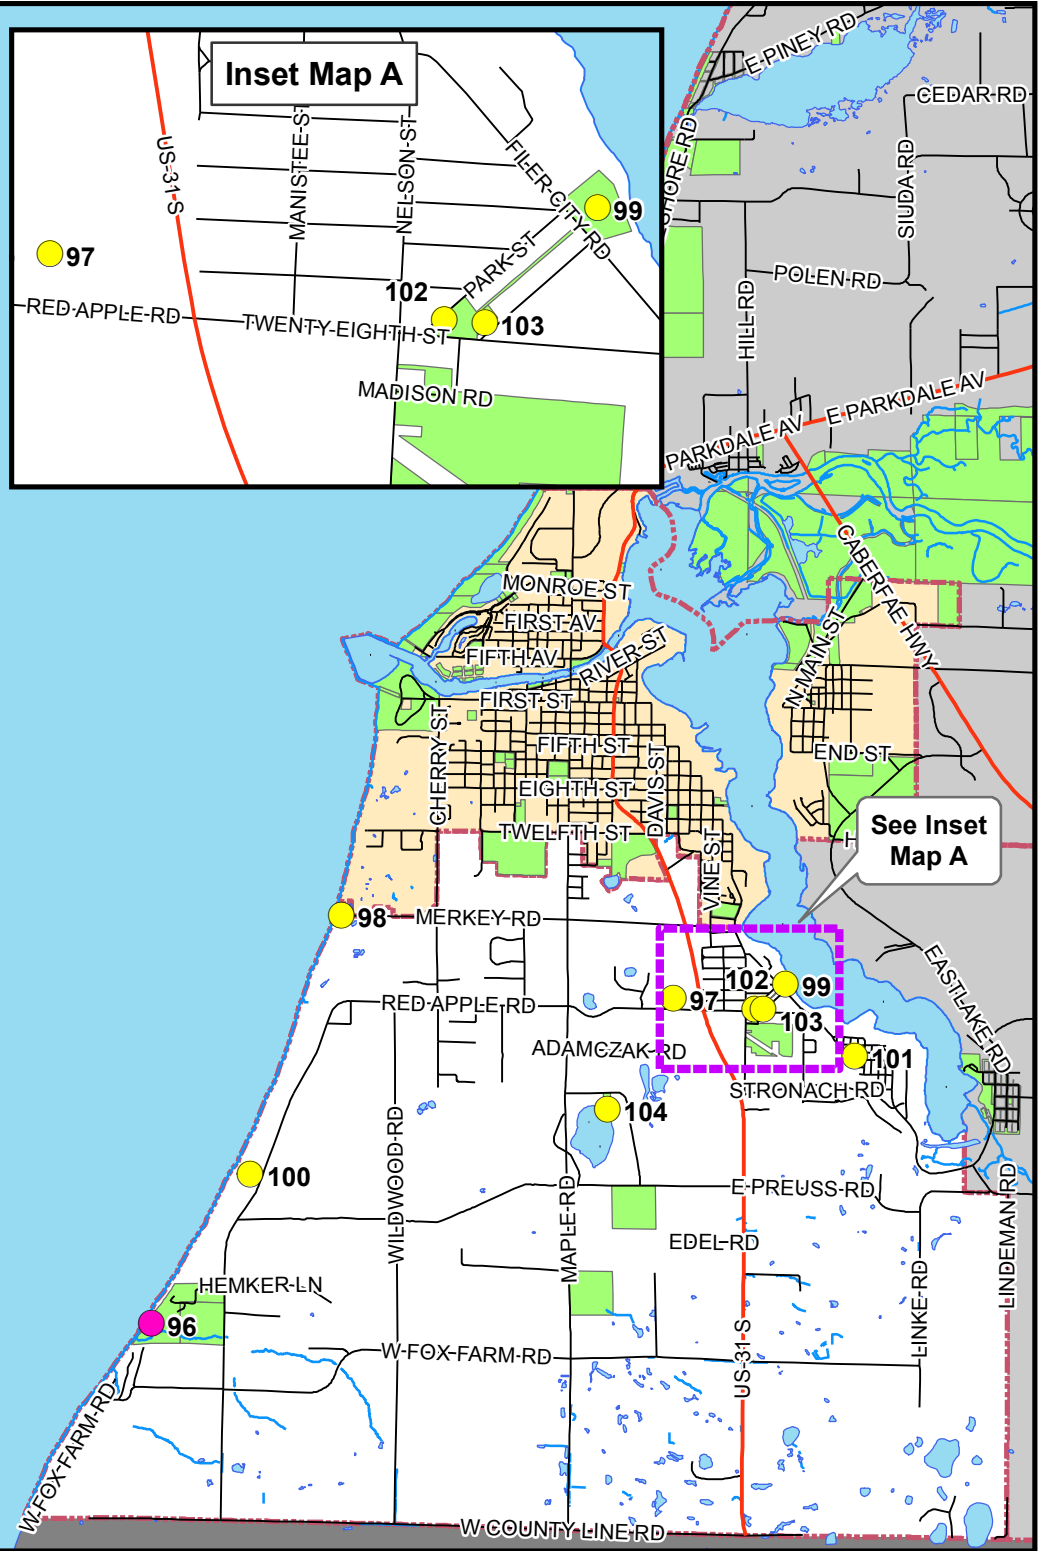 Inset Map A
US-31 S
MANISTEE-ST
NELSON-ST
FILER-CITY-RD
99
97
PARK-ST
102
103
RED-APPLE-RD
TWENTY-EIGHTH-ST
MADISON RD
E-PINEY-RD
CEDAR-RD
SHORE-RD
SIUDA-RD
POLEN-RD
HILL-RD
E-PARKDALE-AV
PARKDALE-AV
CABERFAE-HWY
MONROE-ST
FIRST-AV
FIFTH-AV
RIVER-ST
N-MAIN-ST
FIRST-ST
CHERRY-ST
FIFTH-ST
END-ST
DAVIS-ST
EIGHTH-ST
TWELFTH-ST
See Inset
Map A
VINE-ST
98
MERKEY-RD
EASTLAKE-RD
102
99
97
RED-APPLE-RD
103
ADAMCZAK-RD
101
STRONACH-RD
104
WILDWOOD-RD
100
MAPLE-RD
E-PREUSS-RD
LINDEMAN-RD
EDEL-RD
LINKE-RD
HEMKER-LN
96
W-FOX-FARM-RD
US-31-S
W-FOX-FARM-RD
W COUNTY LINE RD